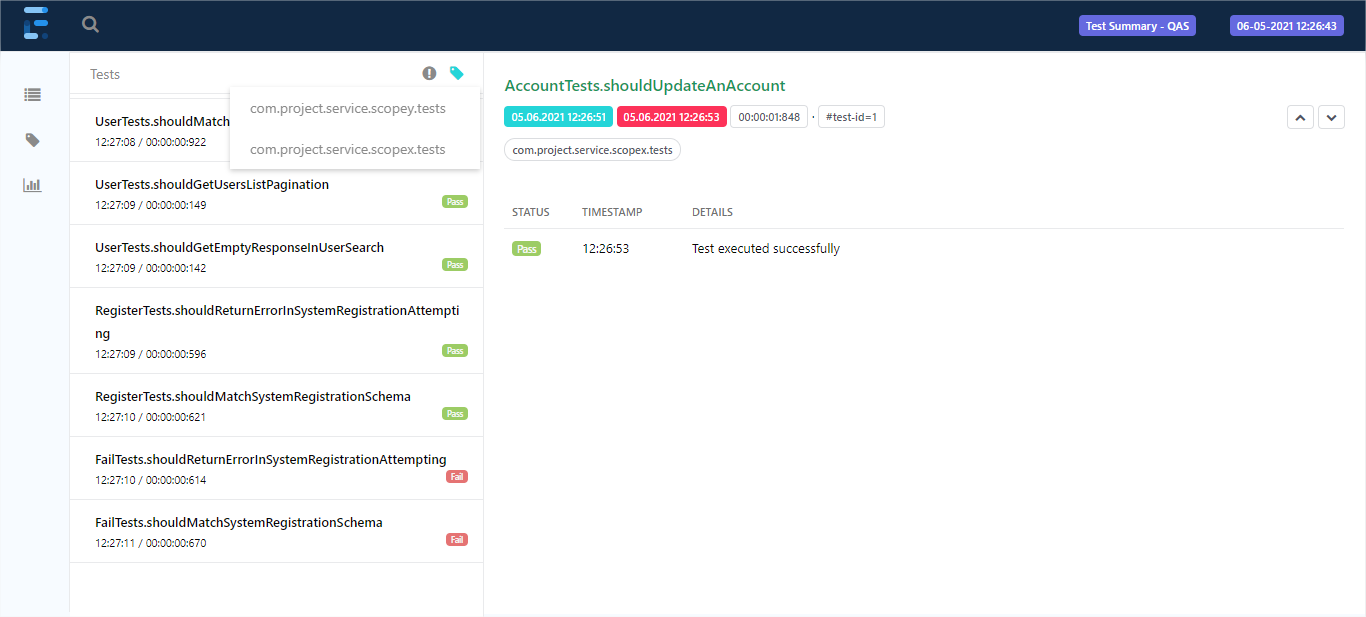 Test Summary - QAS
06-05-2021 12:26:43
Tests
com.project.service.scopey.tests
com.project.service.scopex.tests
UserTests.shouldMatch
12:27:08 / 00:00:00:922
UserTests.shouldGetUsersListPagination
12:27:09 / 00:00:00:149
Pass
UserTests.shouldGetEmptyResponseInUserSearch
12:27:09 / 00:00:00:142
Pass
RegisterTests.shouldReturnErrorInSystemRegistrationAttempti
ng
12:27:09 / 00:00:00:596
Pass
RegisterTests.shouldMatchSystemRegistrationSchema
12:27:10 / 00:00:00:621
Pass
FailTests.shouldReturnErrorInSystemRegistrationAttempting
12:27:10 / 00:00:00:614
Fail
FailTests.shouldMatchSystemRegistrationSchema
12:27:11 / 00:00:00:670
Fail
AccountTests.shouldUpdateAnAccount
05.06.2021 12:26:51 05.06.2021 12:26:53 00:00:01:848 · #test-id=1
com.project.service.scopex.tests
STATUS TIMESTAMP DETAILS
Pass 12:26:53 Test executed successfully